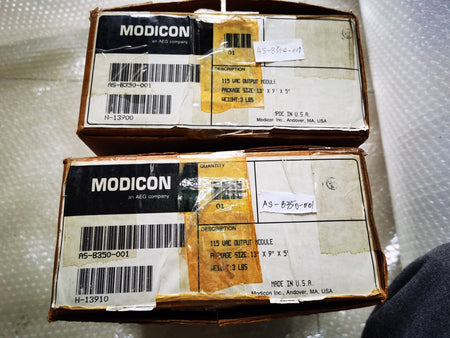 MODICON
an AEG company
01
AS-B350-001
DESCRIPTION
115 VAC OUTPUT MODULE
PACKAGE SIZE: 13" X 9" X 5"
WEIGHT: 3 LBS
AS-B350-001
H-13900
MADE IN U.S.A.
Modicon Inc., Andover, MA, USA
MODICON
an AEG company
QUANTITY
01
AS-B350-001
AS-B350-001
DESCRIPTION
115 VAC OUTPUT MODULE
PACKAGE SIZE: 13" X 9" X 5"
WEIGHT: 3 LBS
H-13910
MADE IN U.S.A.
Modicon Inc., Andover, MA, USA